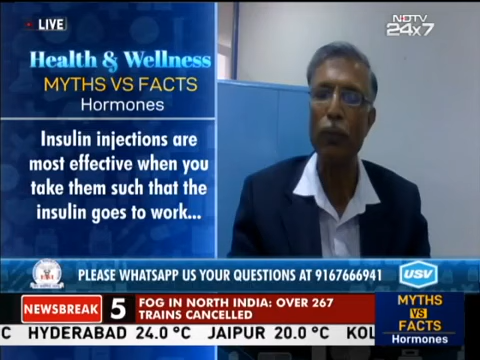 LIVE
NDTV
24x7
Health & Wellness
MYTHS VS FACTS
Hormones
Insulin injections are
most effective when you
take them such that the
insulin goes to work...
PLEASE WHATSAPP US YOUR QUESTIONS AT 9167666941
USV
NEWSBREAK
5
FOG IN NORTH INDIA: OVER 267
TRAINS CANCELLED
MYTHS
VS
FACTS
Hormones
C HYDERABAD 24.0 °C JAIPUR 20.0 °C KOL